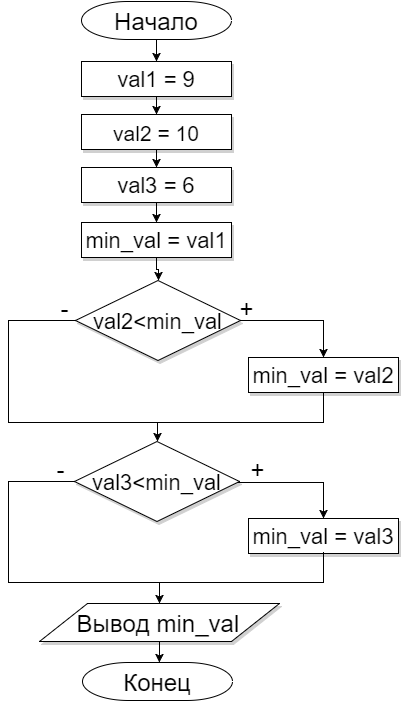 Начало
val1 = 9
val2 = 10
val3 = 6
min_val = val1
val2<min_val
-
+
min_val = val2
val3<min_val
-
+
min_val = val3
Вывод min_val
Конец